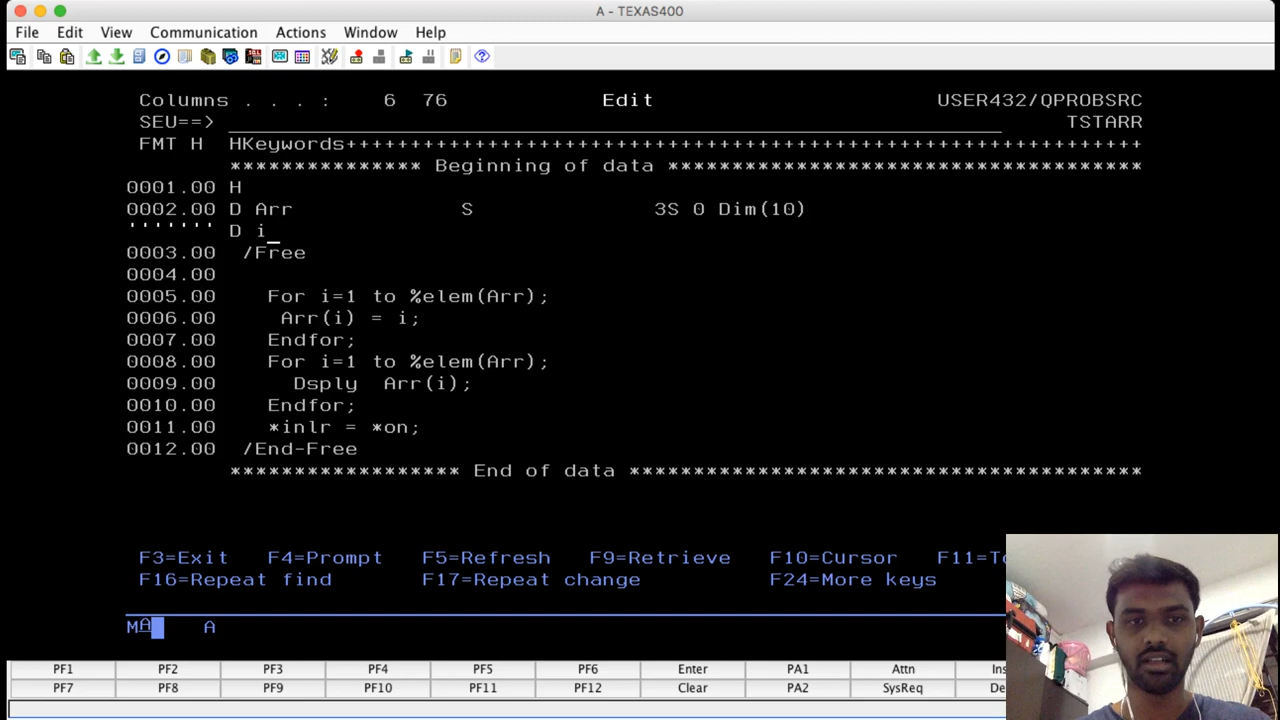 A - TEXAS400
File Edit View Communication Actions Window Help
Columns . . . : 6 76 Edit USER432/QPROBSRC
SEU==> TSTARR
FMT H HKeywords++++++++++++++++++++++++++++++++++++++++++++++++++++++++++++++
*************** Beginning of data *************************************
0001.00 H
0002.00 D Arr S 3S 0 Dim(10)
''''''' D i_
0003.00 /Free
0004.00
0005.00 For i=1 to %elem(Arr);
0006.00 Arr(i) = i;
0007.00 Endfor;
0008.00 For i=1 to %elem(Arr);
0009.00 Dsply Arr(i);
0010.00 Endfor;
0011.00 *inlr = *on;
0012.00 /End-Free
****************** End of data ****************************************
F3=Exit F4=Prompt F5=Refresh F9=Retrieve F10=Cursor F11=To
F16=Repeat find F17=Repeat change F24=More keys
MA A
PF1 PF2 PF3 PF4 PF5 PF6 Enter PA1 Attn Ins
PF7 PF8 PF9 PF10 PF11 PF12 Clear PA2 SysReq De